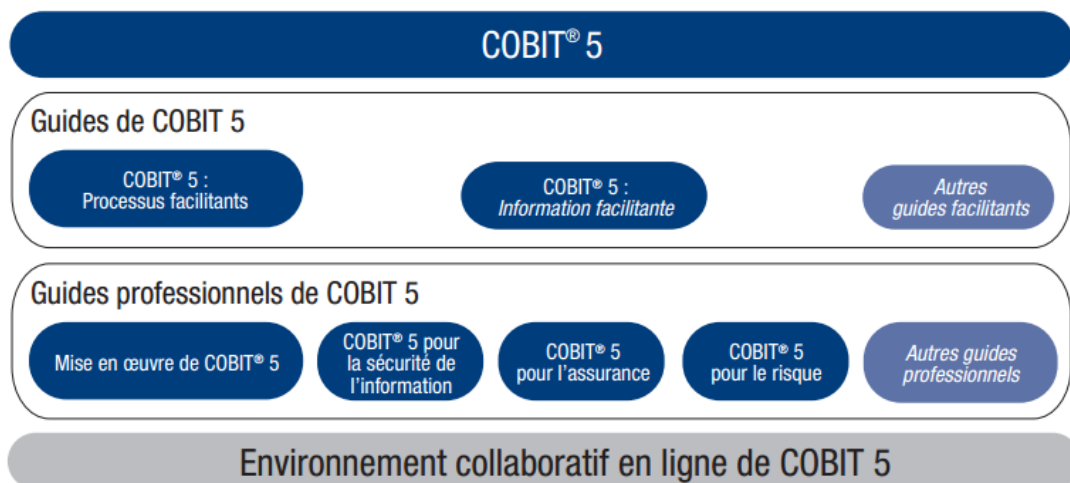 COBIT® 5
Guides de COBIT 5
COBIT® 5 :
Processus facilitants
COBIT® 5 :
Information facilitante
Autres
guides facilitants
Guides professionnels de COBIT 5
Mise en œuvre de COBIT® 5
COBIT® 5 pour
la sécurité de
l'information
COBIT® 5
pour l'assurance
COBIT® 5
pour le risque
Autres guides
professionnels
Environnement collaboratif en ligne de COBIT 5